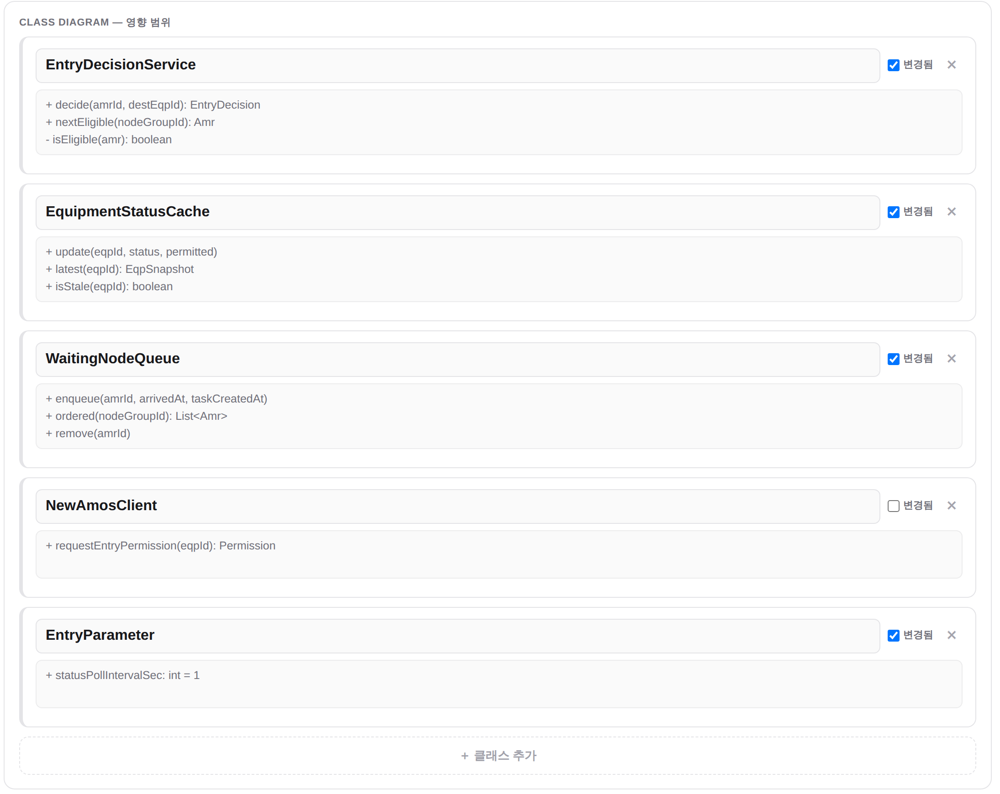 CLASS DIAGRAM — 영향 범위
EntryDecisionService
변경됨 ✕
+ decide(amrId, destEqpId): EntryDecision
+ nextEligible(nodeGroupId): Amr
- isEligible(amr): boolean
EquipmentStatusCache
변경됨 ✕
+ update(eqpId, status, permitted)
+ latest(eqpId): EqpSnapshot
+ isStale(eqpId): boolean
WaitingNodeQueue
변경됨 ✕
+ enqueue(amrId, arrivedAt, taskCreatedAt)
+ ordered(nodeGroupId): List<Amr>
+ remove(amrId)
NewAmosClient
변경됨 ✕
+ requestEntryPermission(eqpId): Permission
EntryParameter
변경됨 ✕
+ statusPollIntervalSec: int = 1
+ 클래스 추가